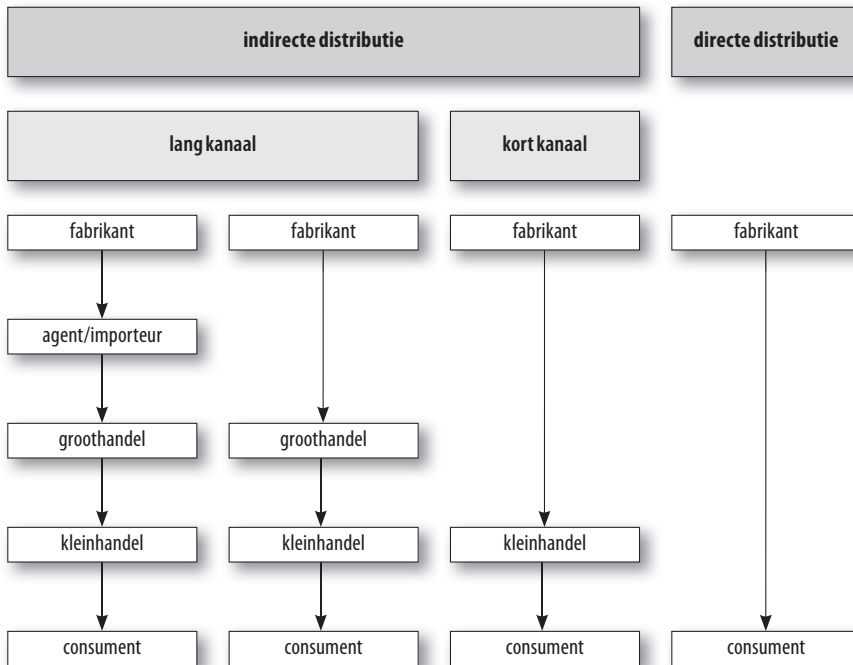 indirecte distributie
directe distributie
lang kanaal
kort kanaal
fabrikant
fabrikant
fabrikant
fabrikant
agent/importeur
groothandel
groothandel
kleinhandel
kleinhandel
kleinhandel
consument
consument
consument
consument